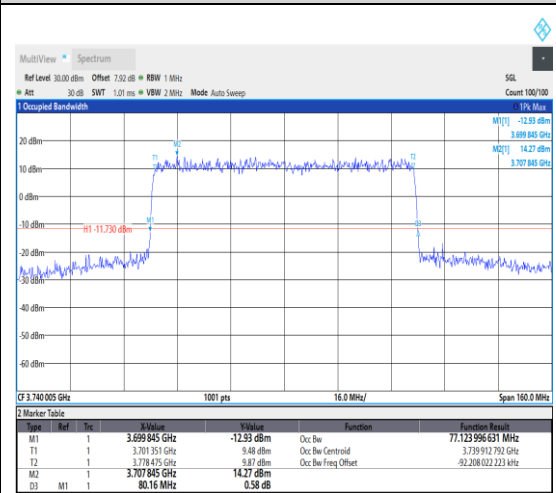 MultiView Spectrum
Ref Level 30.00 dBm Offset 7.92 dB RBW 1 MHz SGL
Att 30 dB SWT 1.01 ms VBW 2 MHz Mode Auto Sweep Count 100/100
1 Occupied Bandwidth 1Pk Max
M1[1] -12.93 dBm
3.699 845 GHz
M2[1] 14.27 dBm
3.707 845 GHz
M2
T1 T2
20 dBm
10 dBm
0 dBm
-10 dBm
M1 D3
H1 -11.730 dBm
-20 dBm
-30 dBm
-40 dBm
-50 dBm
-60 dBm
CF 3.740 005 GHz 1001 pts 16.0 MHz/ Span 160.0 MHz
2 Marker Table
Type Ref Trc X-Value Y-Value Function Function Result
M1 1 3.699 845 GHz -12.93 dBm Occ Bw 77.123 996 631 MHz
T1 1 3.701 351 GHz 9.48 dBm Occ Bw Centroid 3.739 912 792 GHz
T2 1 3.778 475 GHz 9.87 dBm Occ Bw Freq Offset -92.208 022 223 kHz
M2 1 3.707 845 GHz 14.27 dBm
D3 M1 1 80.16 MHz 0.58 dB